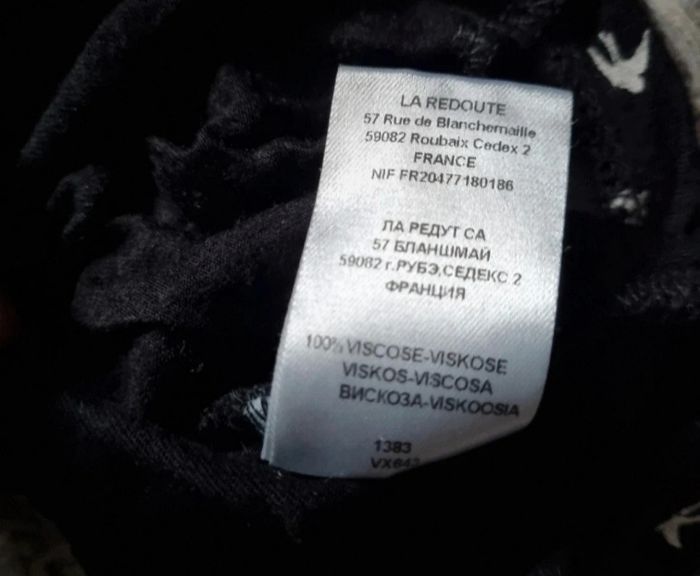 LA REDOUTE
57 Rue de Blanchemaille
59082 Roubaix Cedex 2
FRANCE
NIF FR20477180186
ЛА РЕДУТ СА
57 БЛАНШМАЙ
59082 г.РУБЭ,СЕДЕКС 2
ФРАНЦИЯ
100% VISCOSE-VISKOSE
VISKOS-VISCOSA
ВИСКОЗА-VISKOOSIA
1383